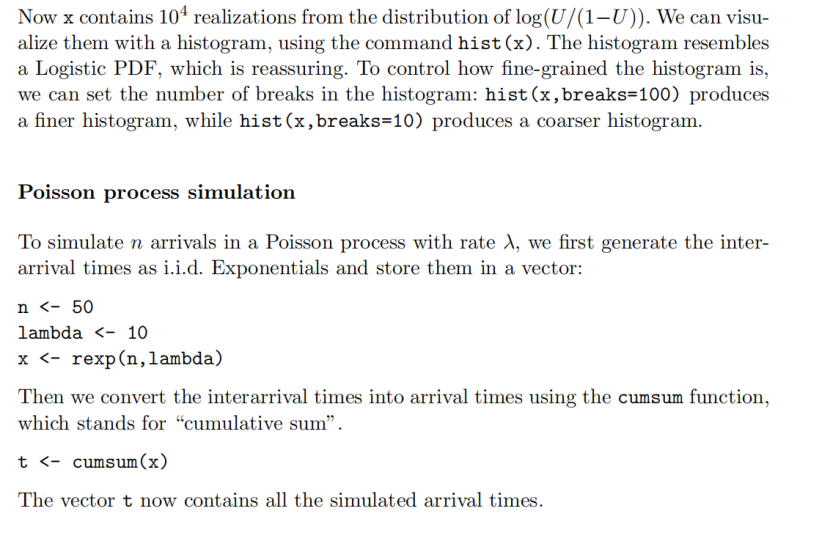 Now x contains 10⁴ realizations from the distribution of log(U/(1−U)). We can visu-
alize them with a histogram, using the command hist(x). The histogram resembles
a Logistic PDF, which is reassuring. To control how fine-grained the histogram is,
we can set the number of breaks in the histogram: hist(x,breaks=100) produces
a finer histogram, while hist(x,breaks=10) produces a coarser histogram.
Poisson process simulation
To simulate n arrivals in a Poisson process with rate λ, we first generate the inter-
arrival times as i.i.d. Exponentials and store them in a vector:
n <- 50
lambda <- 10
x <- rexp(n,lambda)
Then we convert the interarrival times into arrival times using the cumsum function,
which stands for “cumulative sum”.
t <- cumsum(x)
The vector t now contains all the simulated arrival times.